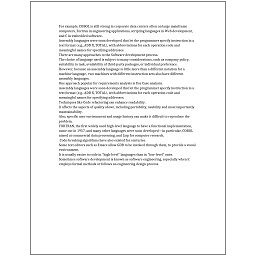 For example, COBOL is still strong in corporate data centers often on large mainframe
computers, Fortran in engineering applications, scripting languages in Web development,
and C in embedded software.
Assembly languages were soon developed that let the programmer specify instruction in a
text format (e.g., ADD X, TOTAL), with abbreviations for each operation code and
meaningful names for specifying addresses.
There are many approaches to the Software development process.
The choice of language used is subject to many considerations, such as company policy,
suitability to task, availability of third-party packages, or individual preference.
However, because an assembly language is little more than a different notation for a
machine language, two machines with different instruction sets also have different
assembly languages.
One approach popular for requirements analysis is Use Case analysis.
Assembly languages were soon developed that let the programmer specify instruction in a
text format (e.g., ADD X, TOTAL), with abbreviations for each operation code and
meaningful names for specifying addresses.
Techniques like Code refactoring can enhance readability.
It affects the aspects of quality above, including portability, usability and most importantly
maintainability.
Also, specific user environment and usage history can make it difficult to reproduce the
problem.
FORTRAN, the first widely used high-level language to have a functional implementation,
came out in 1957, and many other languages were soon developed—in particular, COBOL
aimed at commercial data processing, and Lisp for computer research.
Code-breaking algorithms have also existed for centuries.
Some text editors such as Emacs allow GDB to be invoked through them, to provide a visual
environment.
It is usually easier to code in "high-level" languages than in "low-level" ones.
Sometimes software development is known as software engineering, especially when it
employs formal methods or follows an engineering design process.